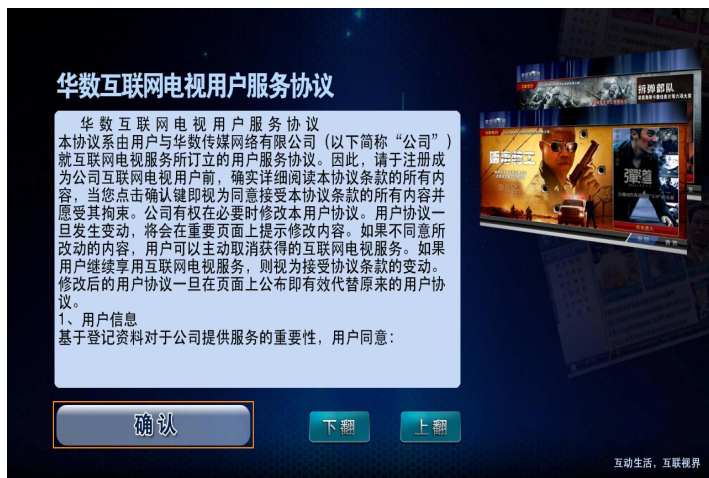 华数互联网电视用户服务协议
华数互联网电视用户服务协议
本协议系由用户与华数传媒网络有限公司（以下简称“公司”）
就互联网电视服务所订立的用户服务协议。因此，请于注册成
为公司互联网电视用户前，确实详细阅读本协议条款的所有内
容，当您点击确认键即视为同意接受本协议条款的所有内容并
愿受其拘束。公司有权在必要时修改本用户协议。用户协议一
旦发生变动，将会在重要页面上提示修改内容。如果不同意所
改动的内容，用户可以主动取消获得的互联网电视服务。如果
用户继续享用互联网电视服务，则视为接受协议条款的变动。
修改后的用户协议一旦在页面上公布即有效代替原来的用户协
议。
1、用户信息
基于登记资料对于公司提供服务的重要性，用户同意：
确认
下翻
上翻
拆弹部队
弹道
点击进入
互动生活，互联视界